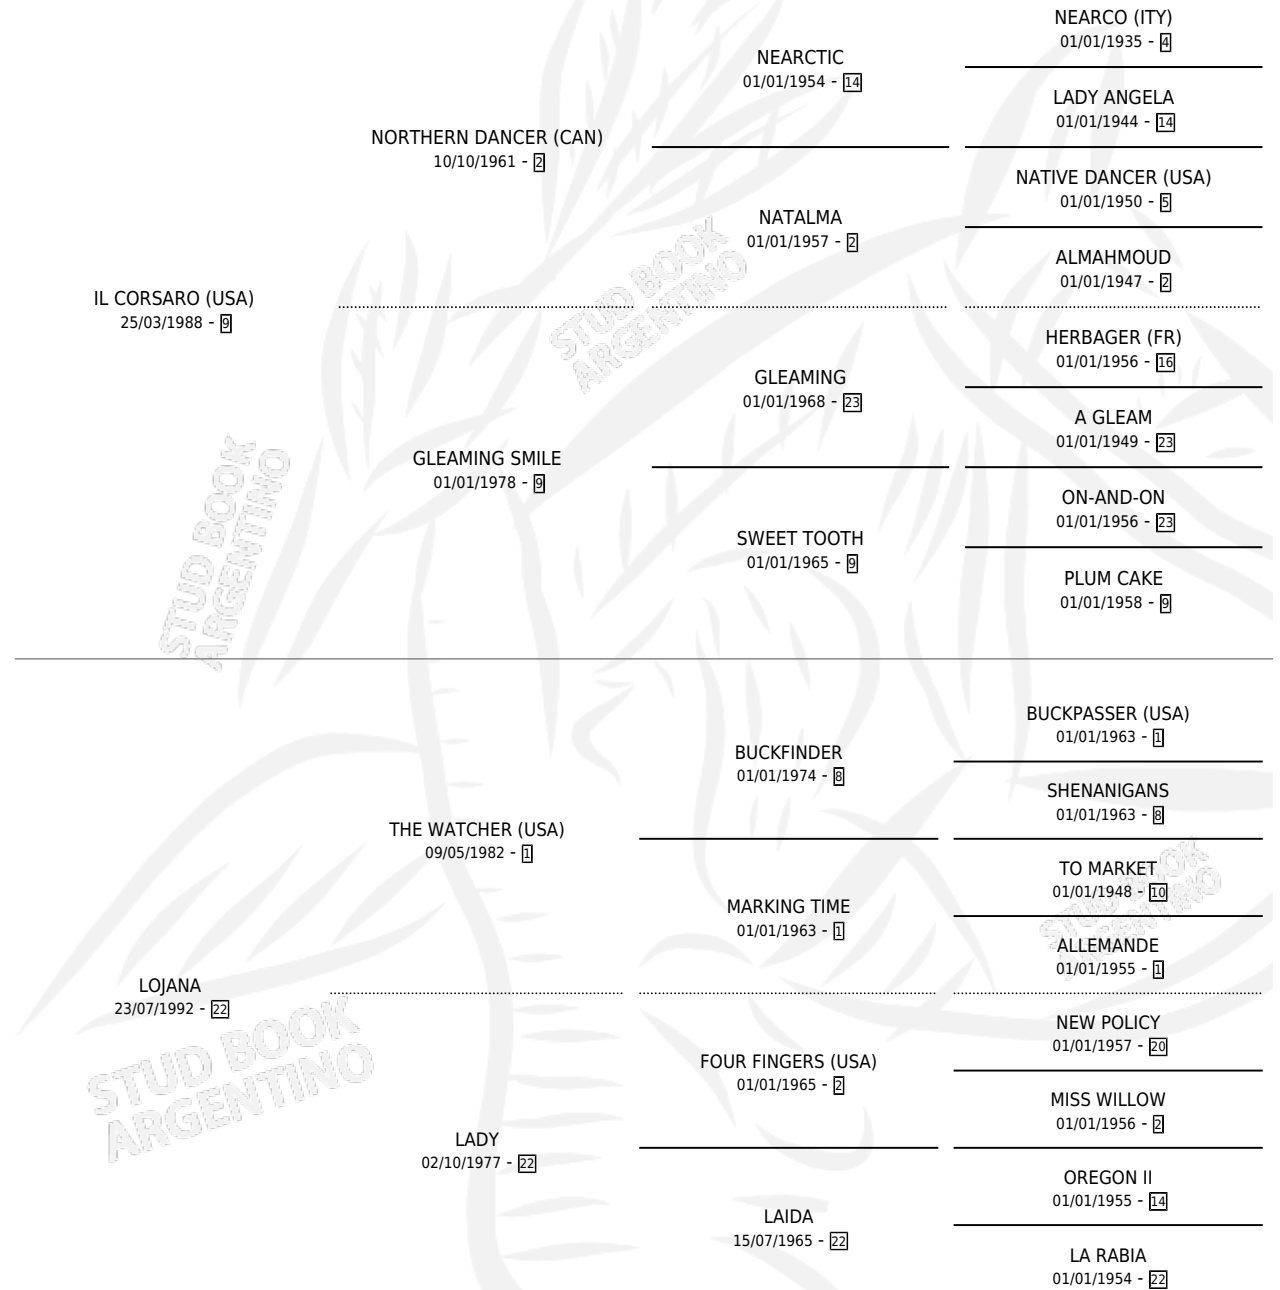 NEARCO (ITY)
01/01/1935 - 4
NEARCTIC
01/01/1954 - 14
LADY ANGELA
01/01/1944 - 14
NORTHERN DANCER (CAN)
10/10/1961 - 2
NATIVE DANCER (USA)
01/01/1950 - 5
NATALMA
01/01/1957 - 2
ALMAHMOUD
01/01/1947 - 2
IL CORSARO (USA)
25/03/1988 - 9
STUD BOOK
ARGENTINO
HERBAGER (FR)
01/01/1956 - 16
GLEAMING
01/01/1968 - 23
A GLEAM
01/01/1949 - 23
GLEAMING SMILE
01/01/1978 - 9
ON-AND-ON
01/01/1956 - 23
SWEET TOOTH
01/01/1965 - 9
PLUM CAKE
01/01/1958 - 9
STUD BOOK
ARGENTINO
BUCKPASSER (USA)
01/01/1963 - 1
BUCKFINDER
01/01/1974 - 8
SHENANIGANS
01/01/1963 - 8
THE WATCHER (USA)
09/05/1982 - 1
TO MARKET
01/01/1948 - 10
MARKING TIME
01/01/1963 - 1
STUD BOOK
ARGENTINO
ALLEMANDE
01/01/1955 - 1
LOJANA
23/07/1992 - 22
STUD BOOK
ARGENTINO
NEW POLICY
01/01/1957 - 20
FOUR FINGERS (USA)
01/01/1965 - 2
MISS WILLOW
01/01/1956 - 2
LADY
02/10/1977 - 22
OREGON II
01/01/1955 - 14
LAIDA
15/07/1965 - 22
LA RABIA
01/01/1954 - 22